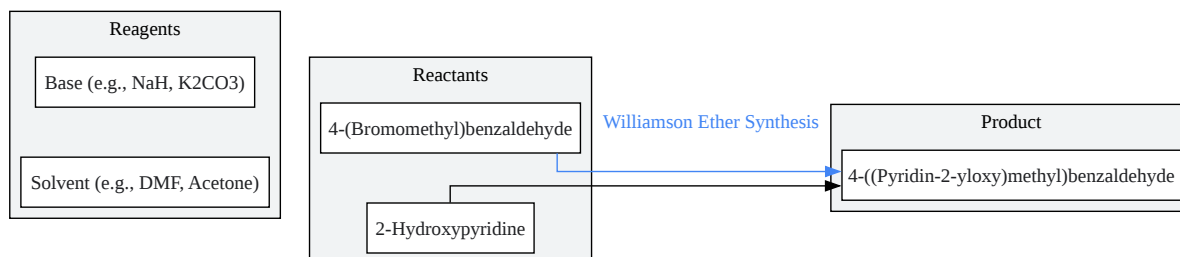 Reagents
Base (e.g., NaH, K2CO3)
Solvent (e.g., DMF, Acetone)
Reactants
4-(Bromomethyl)benzaldehyde
2-Hydroxypyridine
Williamson Ether Synthesis
Product
4-((Pyridin-2-yloxy)methyl)benzaldehyde